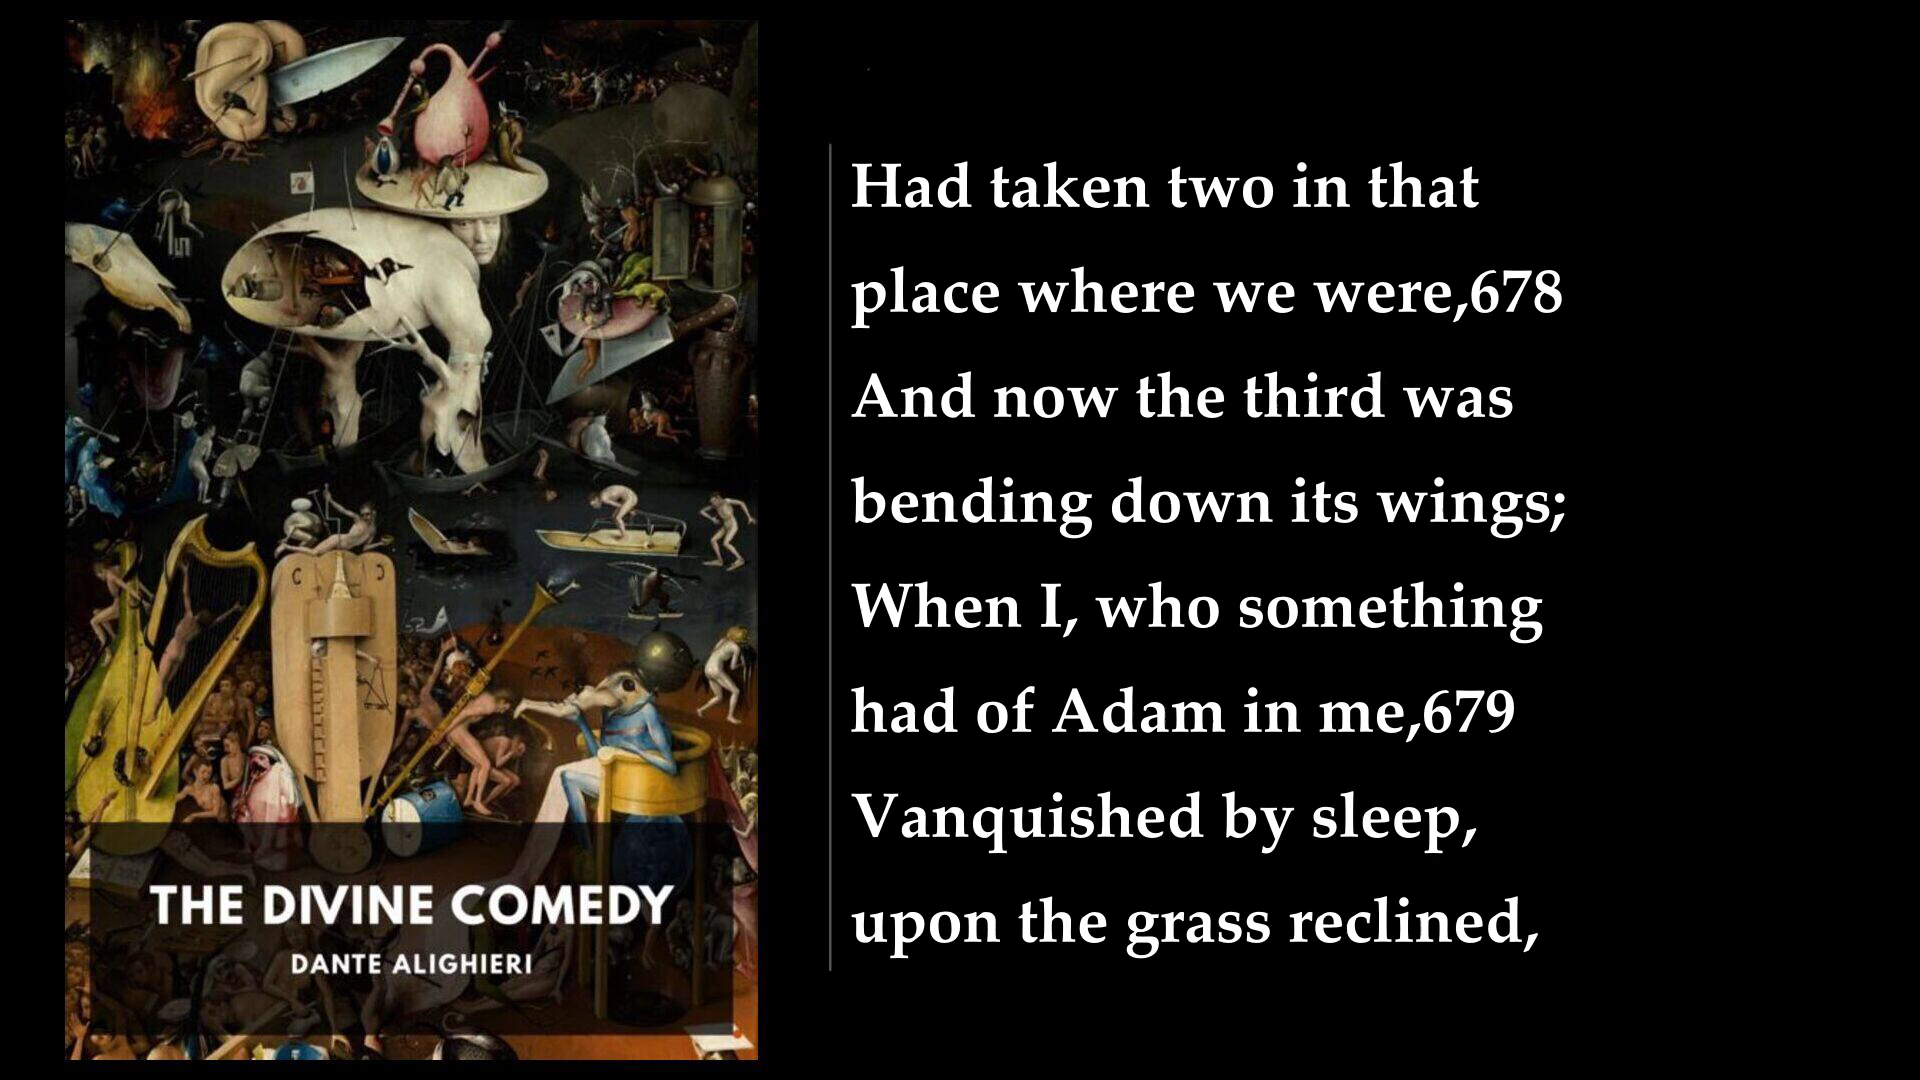 THE DIVINE COMEDY
DANTE ALIGHIERI
Had taken two in that
place where we were,678
And now the third was
bending down its wings;
When I, who something
had of Adam in me,679
Vanquished by sleep,
upon the grass reclined,